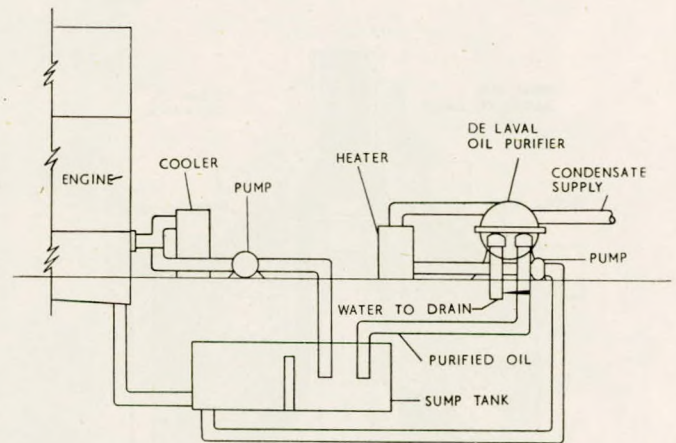 DE LAVAL
OIL PURIFIER
HEATER
CONDENSATE
SUPPLY
COOLER
ENGINE
PUMP
PUMP
WATER TO DRAIN
PURIFIED OIL
SUMP TANK